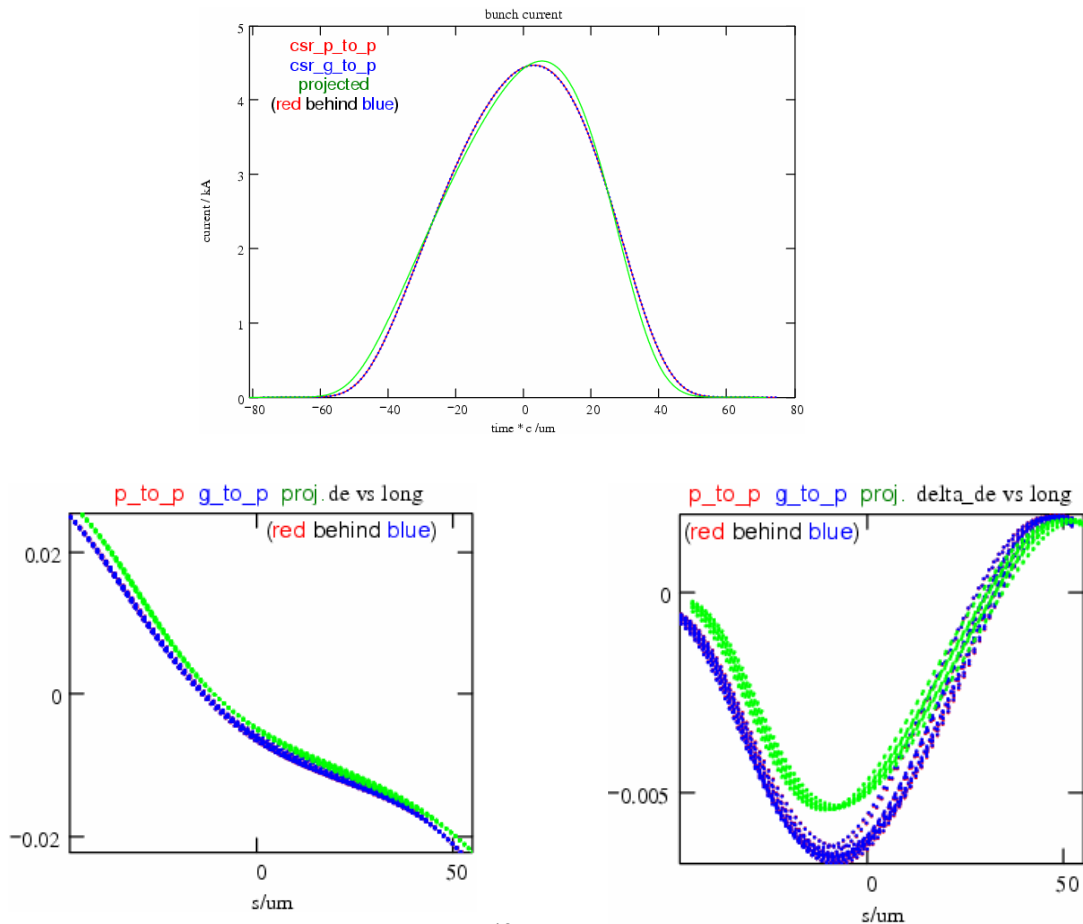 bunch current
5
csr_p_to_p
csr_g_to_p
projected
(red behind blue)
4
3
current / kA
2
1
0
−80 −60 −40 −20 0 20 40 60 80
time * c /um
p_to_p g_to_p proj. de vs long
(red behind blue)
0.02
0
−0.02
0 50
s/um
p_to_p g_to_p proj. delta_de vs long
(red behind blue)
0
−0.005
0 50
s/um